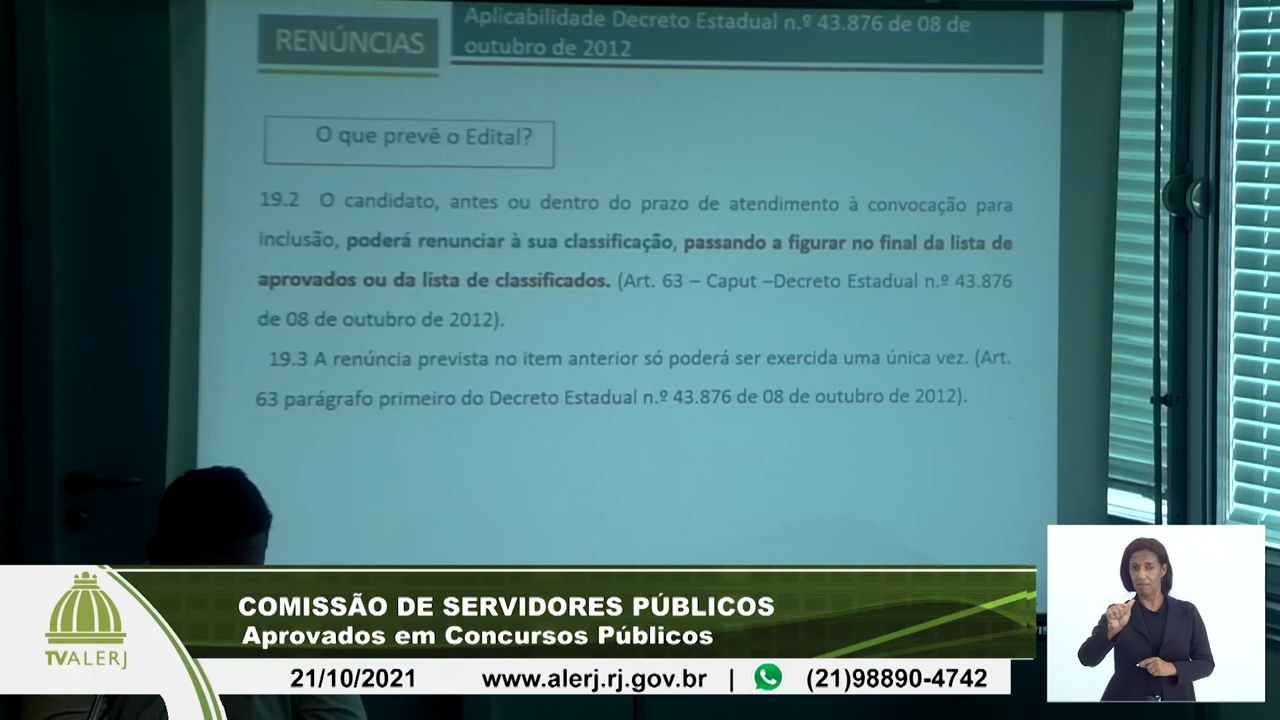 RENÚNCIAS
Aplicabilidade Decreto Estadual n.º 43.876 de 08 de
outubro de 2012
O que prevê o Edital?
19.2 O candidato, antes ou dentro do prazo de atendimento à convocação para
inclusão, poderá renunciar à sua classificação, passando a figurar no final da lista de
aprovados ou da lista de classificados. (Art. 63 – Caput –Decreto Estadual n.º 43.876
de 08 de outubro de 2012).
19.3 A renúncia prevista no item anterior só poderá ser exercida uma única vez. (Art.
63 parágrafo primeiro do Decreto Estadual n.º 43.876 de 08 de outubro de 2012).
COMISSÃO DE SERVIDORES PÚBLICOS
Aprovados em Concursos Públicos
TVALERJ
21/10/2021 www.alerj.rj.gov.br | (21)98890-4742